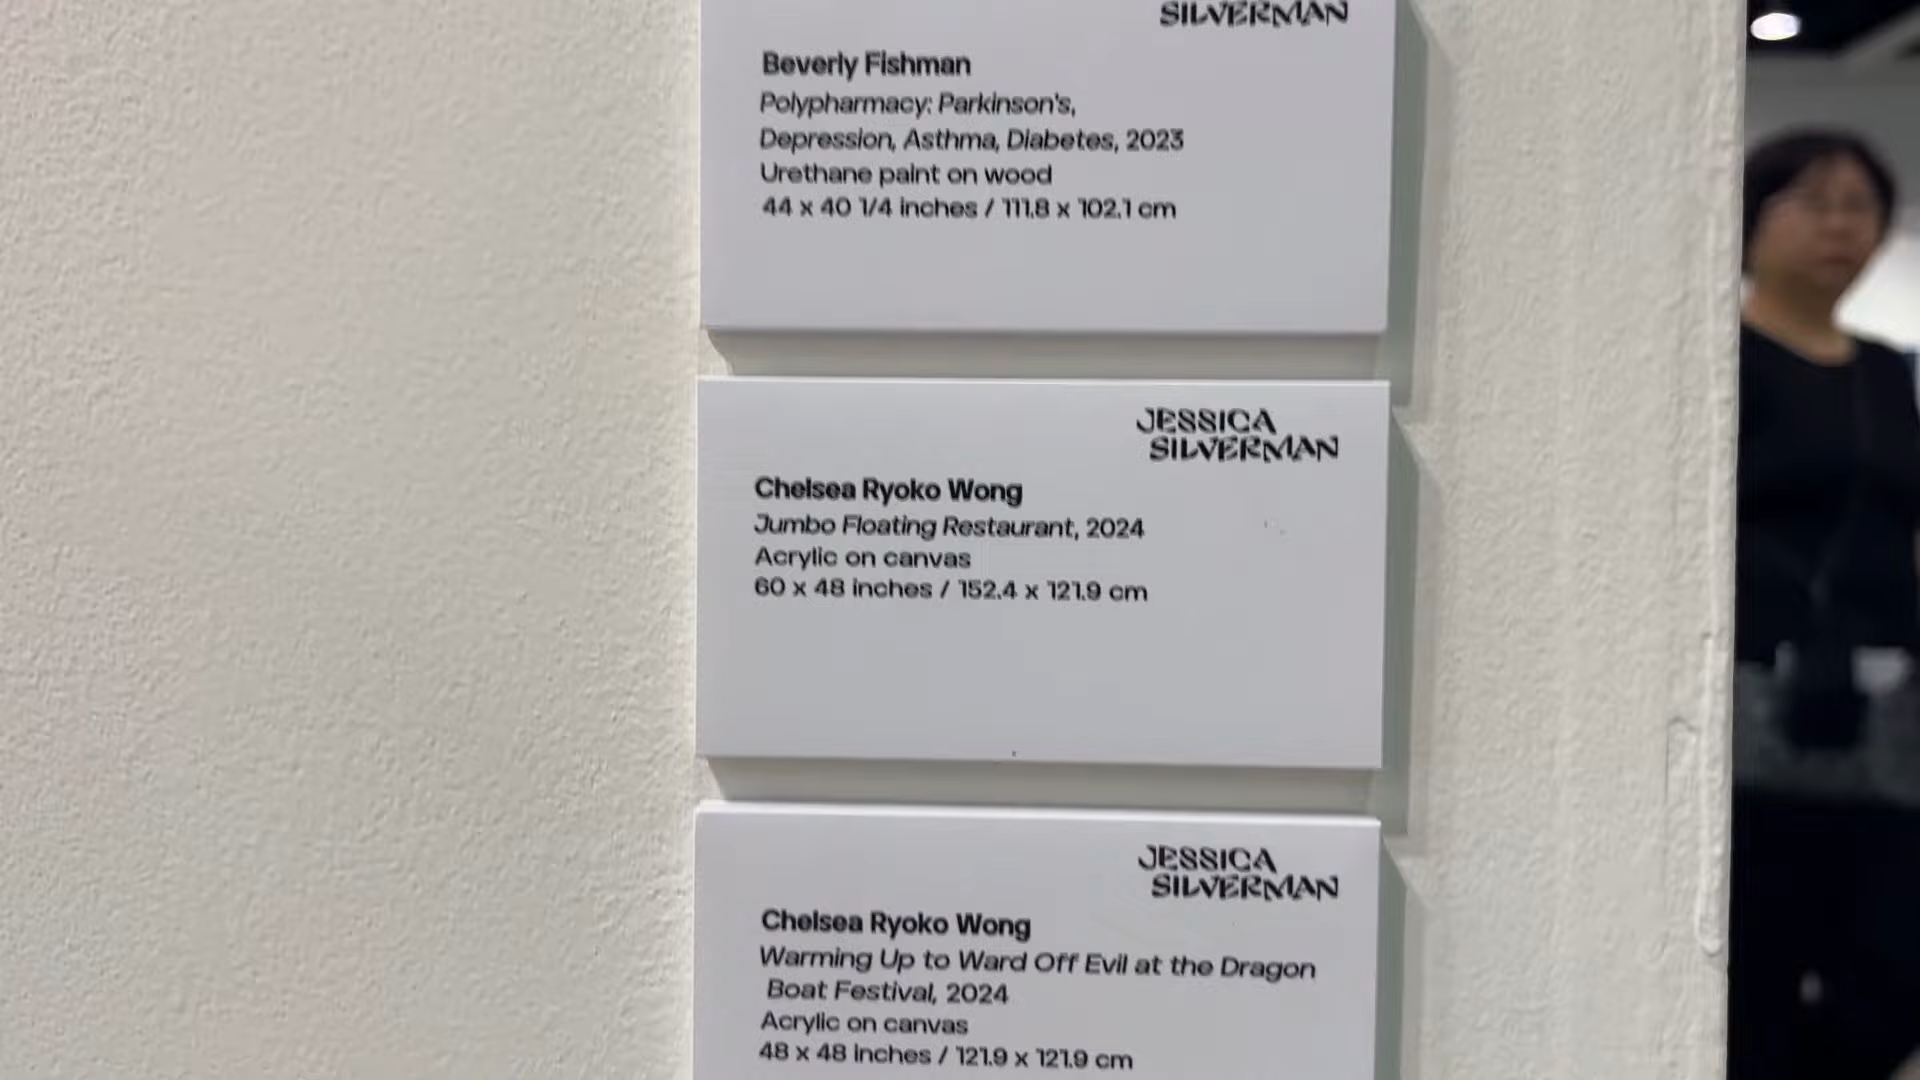 SILVERMAN
Beverly Fishman
Polypharmacy: Parkinson's,
Depression, Asthma, Diabetes, 2023
Urethane paint on wood
44 x 40 1/4 inches / 111.8 x 102.1 cm
JESSICA
SILVERMAN
Chelsea Ryoko Wong
Jumbo Floating Restaurant, 2024
Acrylic on canvas
60 x 48 inches / 152.4 x 121.9 cm
JESSICA
SILVERMAN
Chelsea Ryoko Wong
Warming Up to Ward Off Evil at the Dragon
Boat Festival, 2024
Acrylic on canvas
48 x 48 inches / 121.9 x 121.9 cm